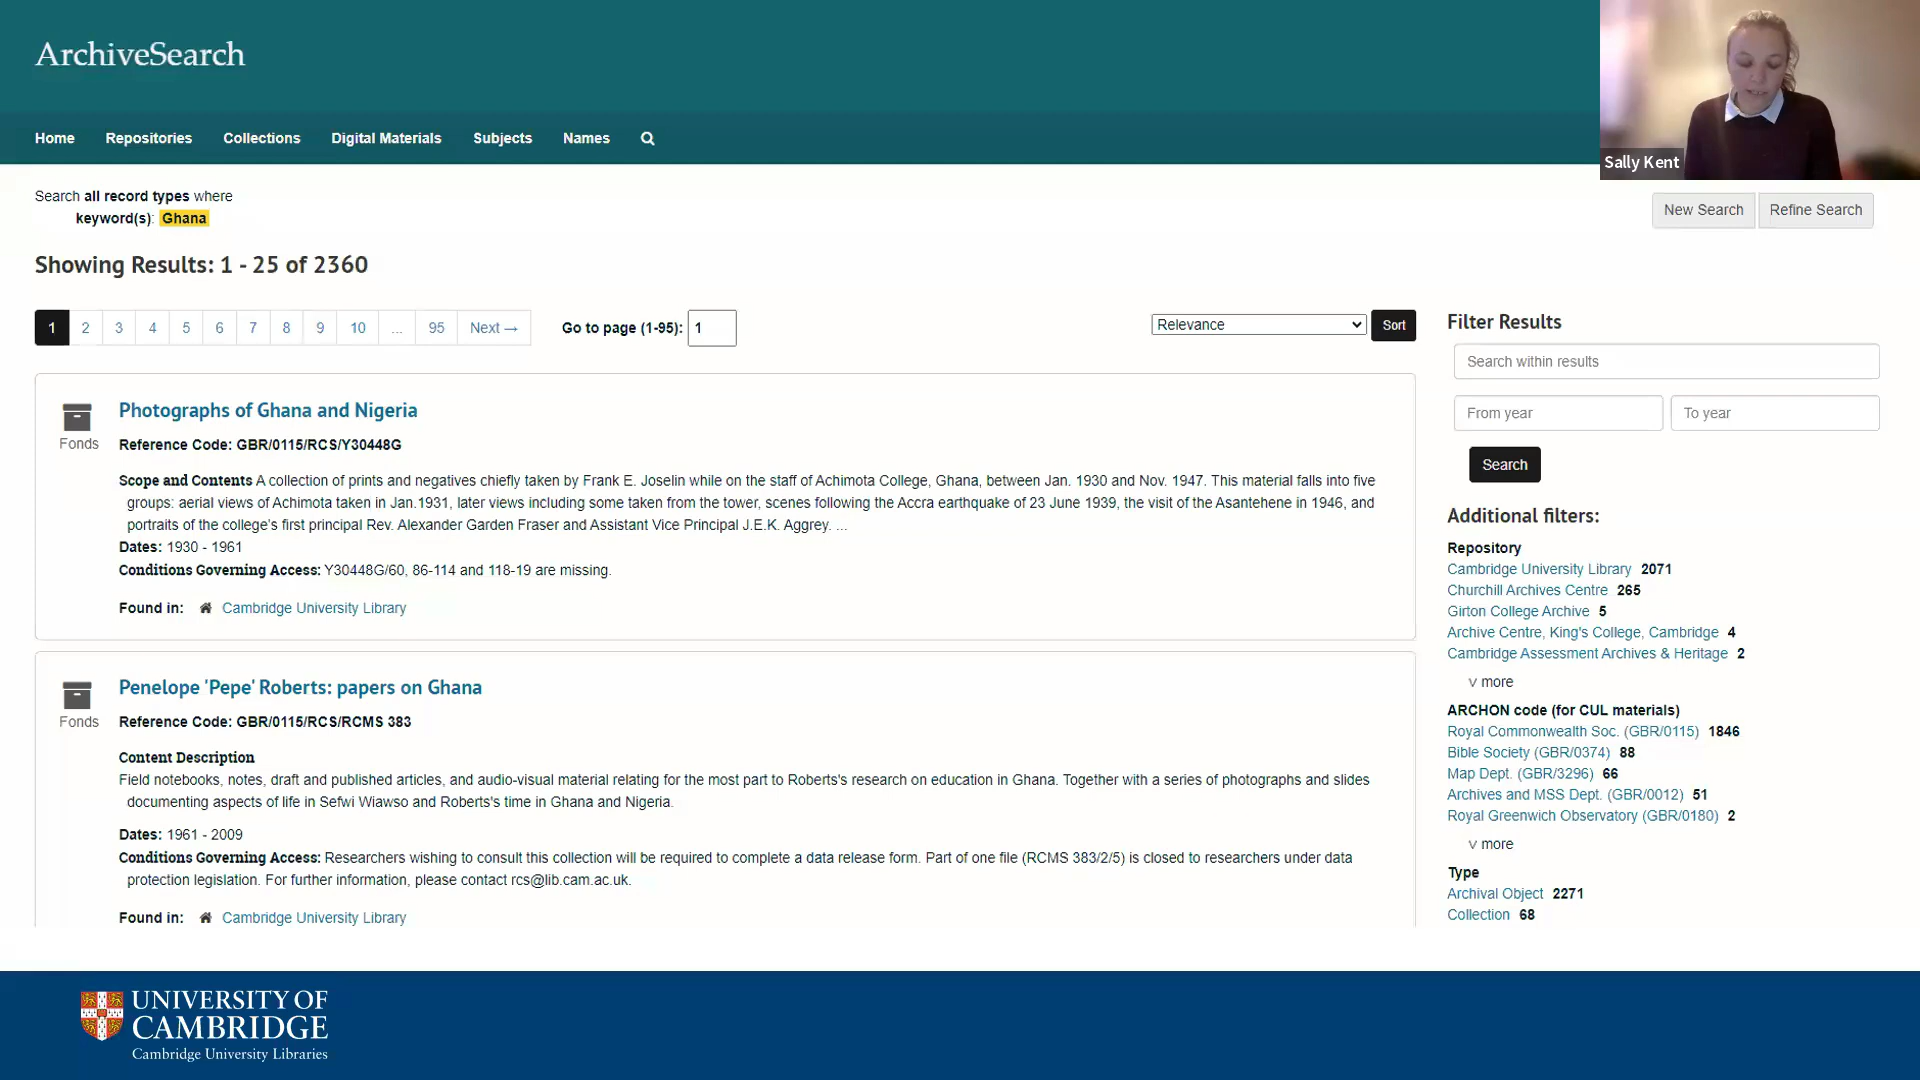 ArchiveSearch
Home Repositories Collections Digital Materials Subjects Names
Sally Kent
Search all record types where
keyword(s): Ghana
New Search Refine Search
Showing Results: 1 - 25 of 2360
1 2 3 4 5 6 7 8 9 10 ... 95 Next →
Go to page (1-95): 1
Relevance Sort
Photographs of Ghana and Nigeria
Fonds
Reference Code: GBR/0115/RCS/Y30448G
Scope and Contents A collection of prints and negatives chiefly taken by Frank E. Joselin while on the staff of Achimota College, Ghana, between Jan. 1930 and Nov. 1947. This material falls into five
groups: aerial views of Achimota taken in Jan.1931, later views including some taken from the tower, scenes following the Accra earthquake of 23 June 1939, the visit of the Asantehene in 1946, and
portraits of the college's first principal Rev. Alexander Garden Fraser and Assistant Vice Principal J.E.K. Aggrey. ...
Dates: 1930 - 1961
Conditions Governing Access: Y30448G/60, 86-114 and 118-19 are missing.
Found in: Cambridge University Library
Penelope 'Pepe' Roberts: papers on Ghana
Fonds
Reference Code: GBR/0115/RCS/RCMS 383
Content Description
Field notebooks, notes, draft and published articles, and audio-visual material relating for the most part to Roberts's research on education in Ghana. Together with a series of photographs and slides
documenting aspects of life in Sefwi Wiawso and Roberts's time in Ghana and Nigeria.
Dates: 1961 - 2009
Conditions Governing Access: Researchers wishing to consult this collection will be required to complete a data release form. Part of one file (RCMS 383/2/5) is closed to researchers under data
protection legislation. For further information, please contact rcs@lib.cam.ac.uk.
Found in: Cambridge University Library
Filter Results
Search within results
From year To year
Search
Additional filters:
Repository
Cambridge University Library 2071
Churchill Archives Centre 265
Girton College Archive 5
Archive Centre, King's College, Cambridge 4
Cambridge Assessment Archives & Heritage 2
∨ more
ARCHON code (for CUL materials)
Royal Commonwealth Soc. (GBR/0115) 1846
Bible Society (GBR/0374) 88
Map Dept. (GBR/3296) 66
Archives and MSS Dept. (GBR/0012) 51
Royal Greenwich Observatory (GBR/0180) 2
∨ more
Type
Archival Object 2271
Collection 68
UNIVERSITY OF
CAMBRIDGE
Cambridge University Libraries